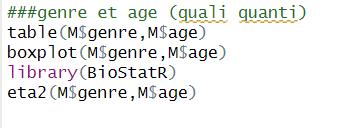 ###genre et age (quali quanti)
table(M$genre,M$age)
boxplot(M$genre,M$age)
library(BioStatR)
eta2(M$genre,M$age)